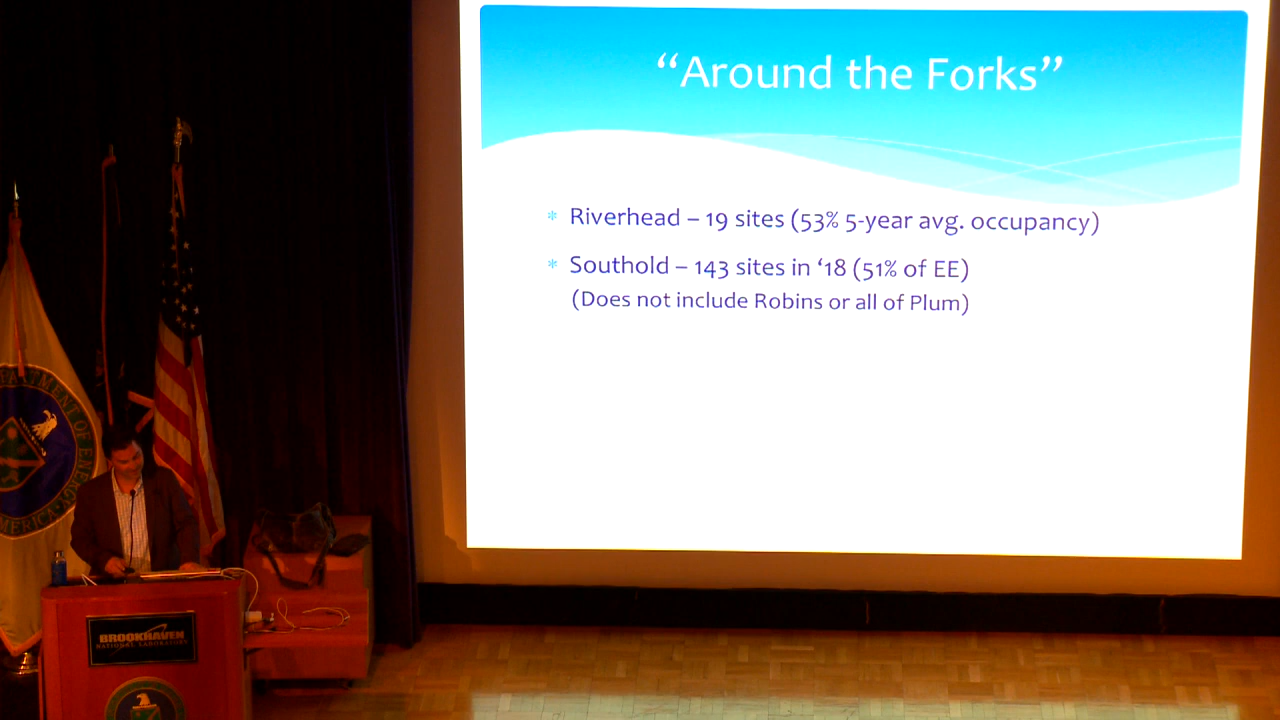 “Around the Forks”
* Riverhead – 19 sites (53% 5-year avg. occupancy)
* Southold – 143 sites in ‘18 (51% of EE)
(Does not include Robins or all of Plum)
BROOKHAVEN
NATIONAL LABORATORY